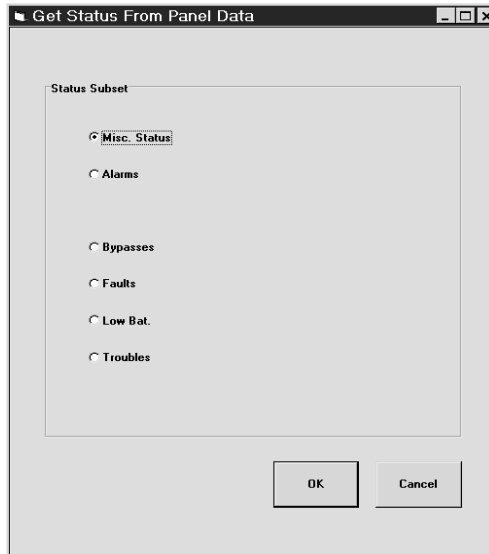 Get Status From Panel Data
Status Subset
Misc. Status
Alarms
Bypasses
Faults
Low Bat.
Troubles
OK Cancel